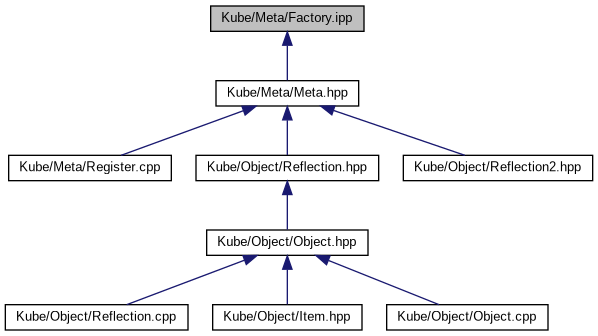 Kube/Meta/Factory.ipp
Kube/Meta/Meta.hpp
Kube/Meta/Register.cpp
Kube/Object/Reflection.hpp
Kube/Object/Reflection2.hpp
Kube/Object/Object.hpp
Kube/Object/Reflection.cpp
Kube/Object/Item.hpp
Kube/Object/Object.cpp